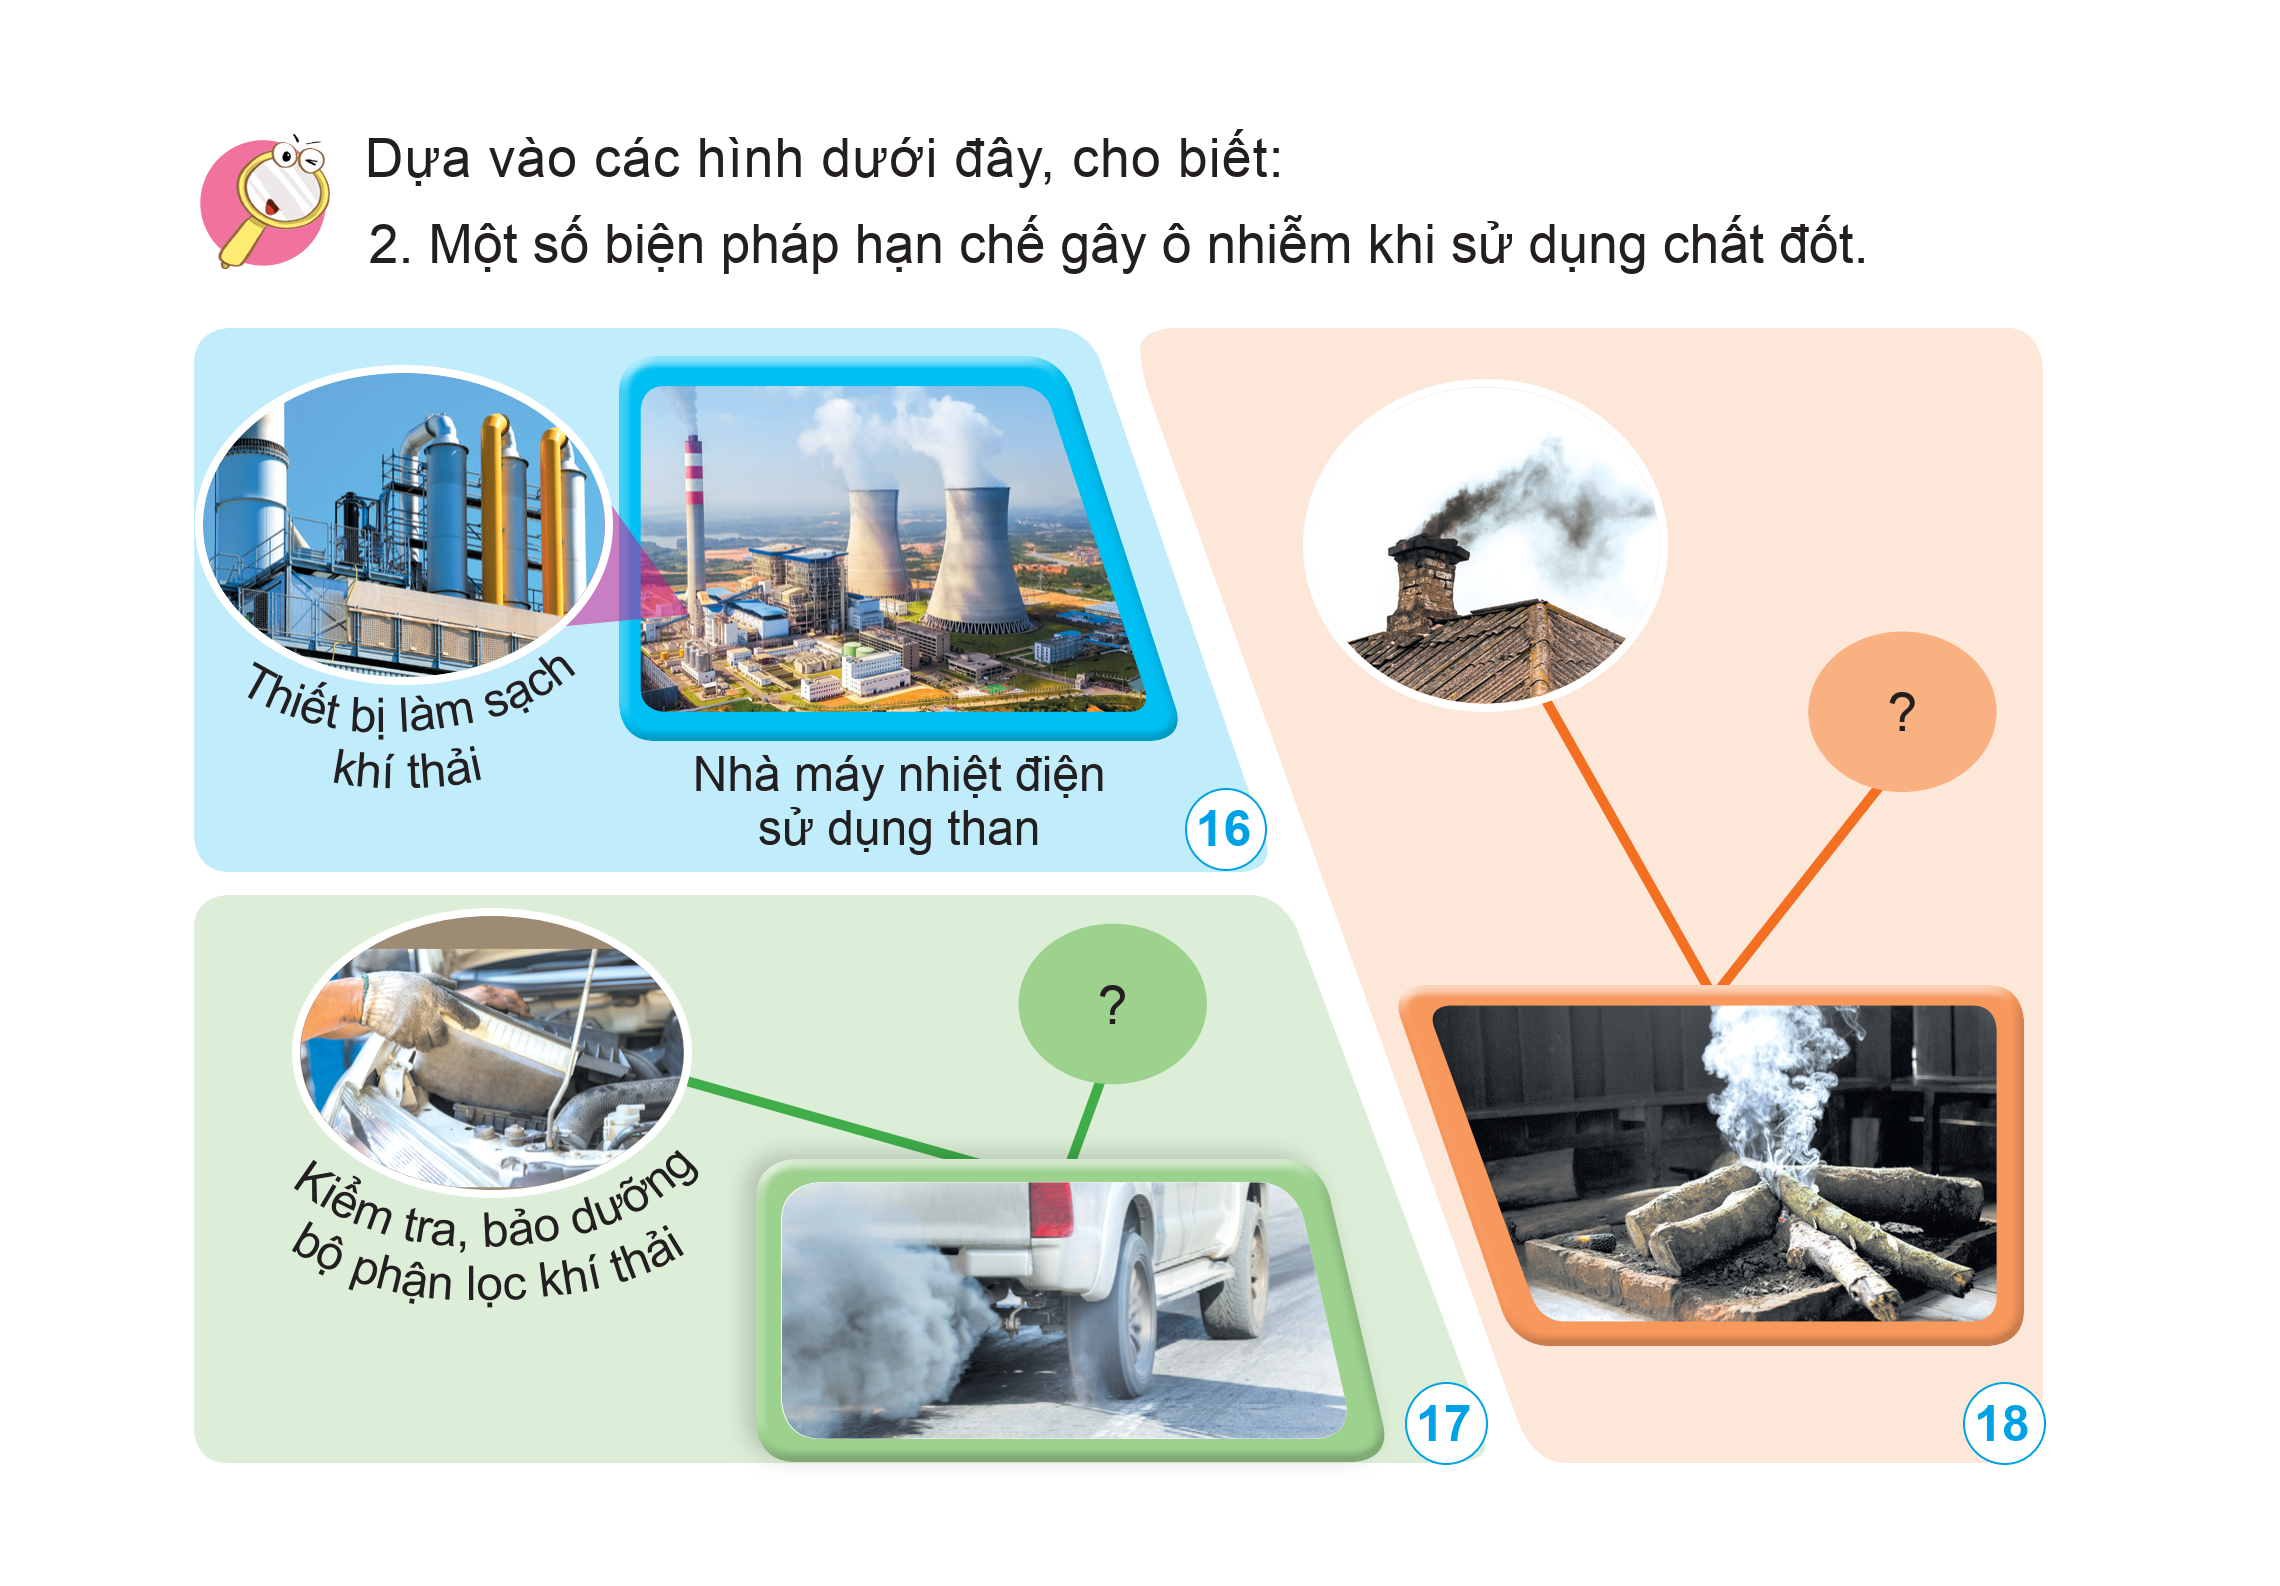 Dựa vào các hình dưới đây, cho biết:
2. Một số biện pháp hạn chế gây ô nhiễm khi sử dụng chất đốt.
Thiết bị làm sạch
khí thải
Nhà máy nhiệt điện
sử dụng than
16
?
Kiểm tra, bảo dưỡng
bộ phận lọc khí thải
?
17
18